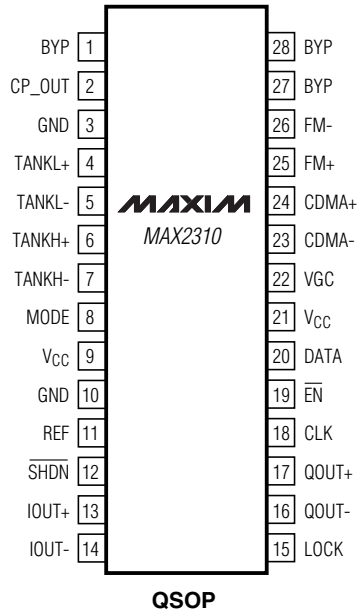 BYP 1 28 BYP
CP_OUT 2 27 BYP
GND 3 26 FM-
TANKL+ 4 25 FM+
TANKL- 5 MAXIM 24 CDMA+
TANKH+ 6 MAX2310 23 CDMA-
TANKH- 7 22 VGC
MODE 8 21 VCC
VCC 9 20 DATA
GND 10 19 EN
REF 11 18 CLK
SHDN 12 17 QOUT+
IOUT+ 13 16 QOUT-
IOUT- 14 15 LOCK
QSOP